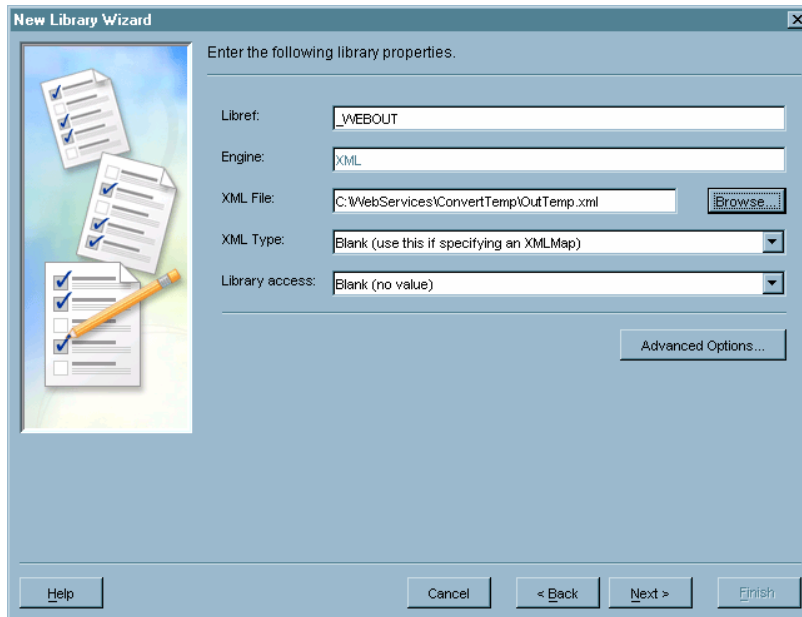 New Library Wizard
Enter the following library properties.
Libref: _WEBOUT
Engine: XML
XML File: C:\WebServices\ConvertTemp\OutTemp.xml Browse...
XML Type: Blank (use this if specifying an XMLMap)
Library access: Blank (no value)
Advanced Options...
Help Cancel < Back Next > Finish